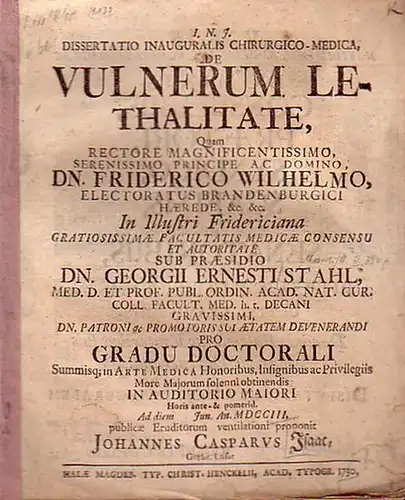 I. N. J.
DISSERTATIO INAUGURALIS CHIRURGICO-MEDICA,
DE
VULNERUM LE-
THALITATE,
Quam
RECTORE MAGNIFICENTISSIMO,
SERENISSIMO PRINCIPE AC DOMINO,
DN. FRIDERICO WILHELMO,
ELECTORATUS BRANDENBURGICI
HÆREDE, &c. &c.
In Illustri Fridericiana
GRATIOSISSIMÆ FACULTATIS MEDICÆ CONSENSU
ET AUTORITATE
SUB PRÆSIDIO
DN. GEORGII ERNESTI STAHL,
MED. D. ET PROF. PUBL. ORDIN. ACAD. NAT. CUR.
COLL. FACULT. MED. h. t. DECANI
GRAVISSIMI,
DN. PATRONI & PROMOTORIS SUI ÆTATEM DEVENERANDI
PRO
GRADU DOCTORALI
Summisq; in ARTE MEDICA Honoribus, Insignibus ac Privilegiis
More Majorum solenni obtinendis
IN AUDITORIO MAIORI
Horis ante- & pomerid.
Ad diem Jun. An. MDCCIII.
publicæ Eruditorum ventilationi proponit
JOHANNES CASPARVS Isaac,
HALÆ MAGDEB. TYP. CHRIST. HENCKELII, ACAD. TYPOGR. 1730.